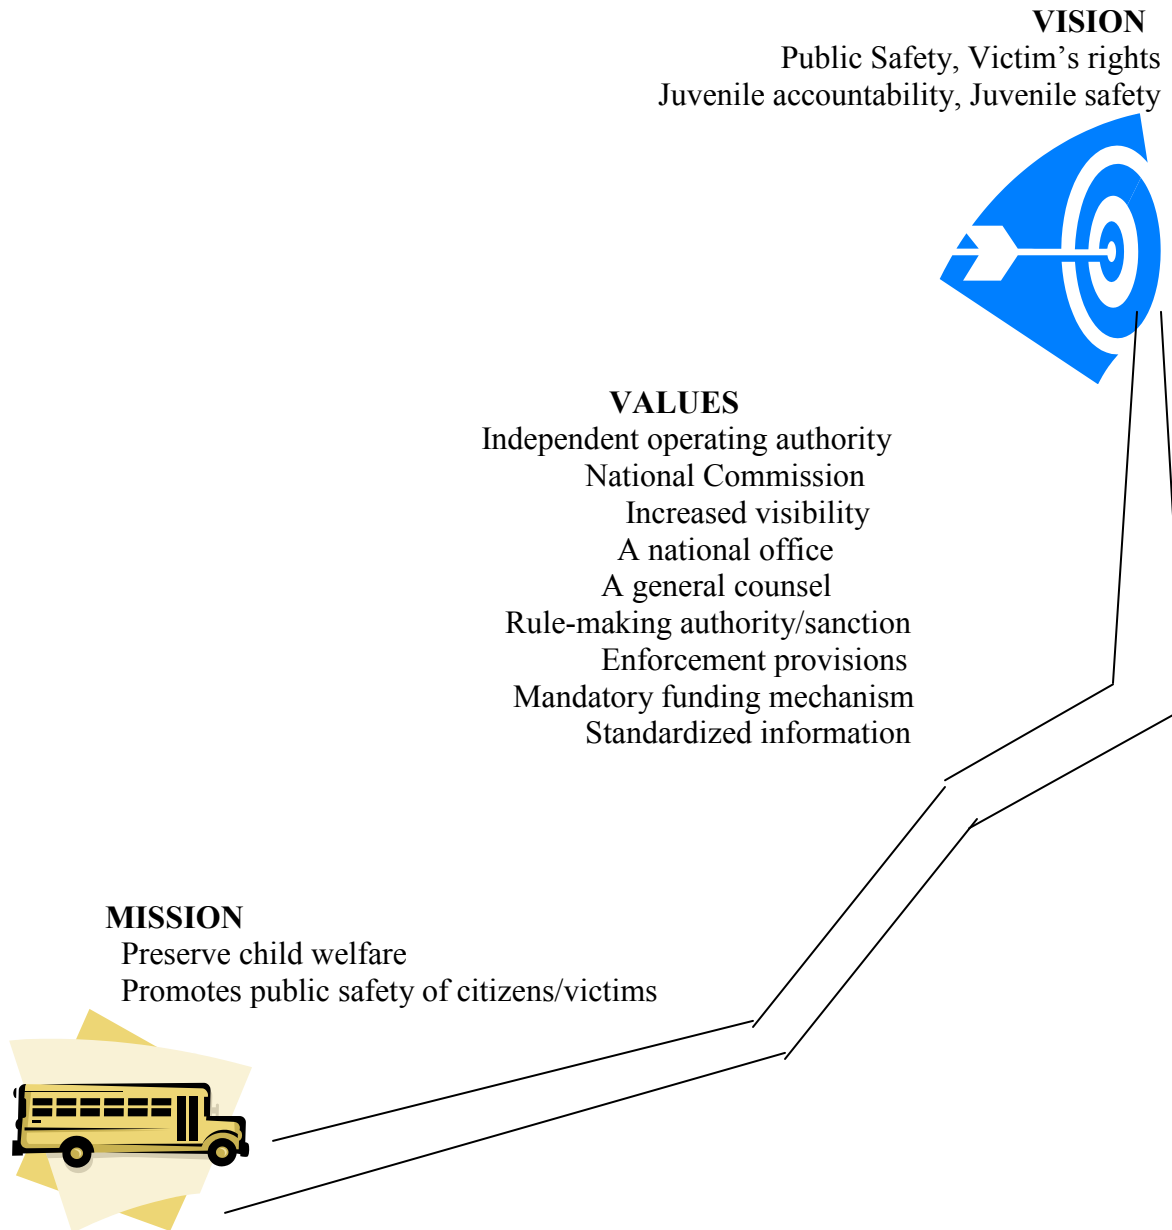 VISION
Public Safety, Victim’s rights
Juvenile accountability, Juvenile safety
VALUES
Independent operating authority
National Commission
Increased visibility
A national office
A general counsel
Rule-making authority/sanction
Enforcement provisions
Mandatory funding mechanism
Standardized information
MISSION
Preserve child welfare
Promotes public safety of citizens/victims